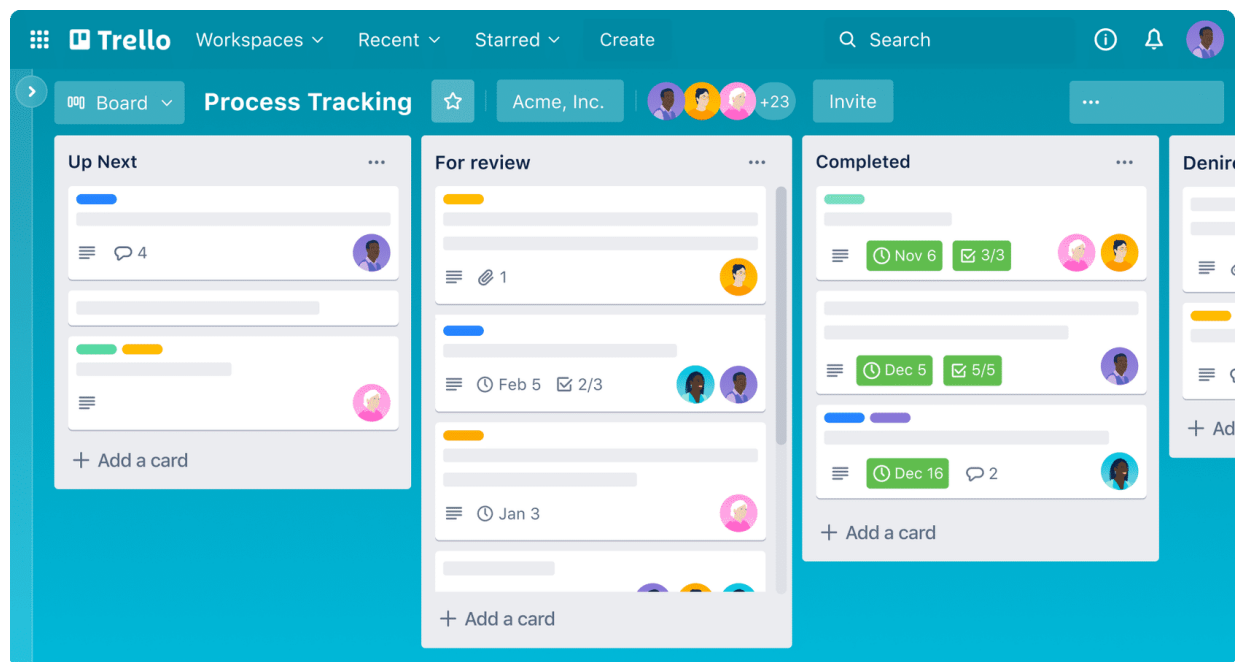 Trello Workspaces Recent Starred Create Search
Board Process Tracking Acme, Inc. +23 Invite
Up Next
4
Add a card
For review
1
Feb 5 2/3
Jan 3
Add a card
Completed
Nov 6 3/3
Dec 5 5/5
Dec 16 2
Add a card